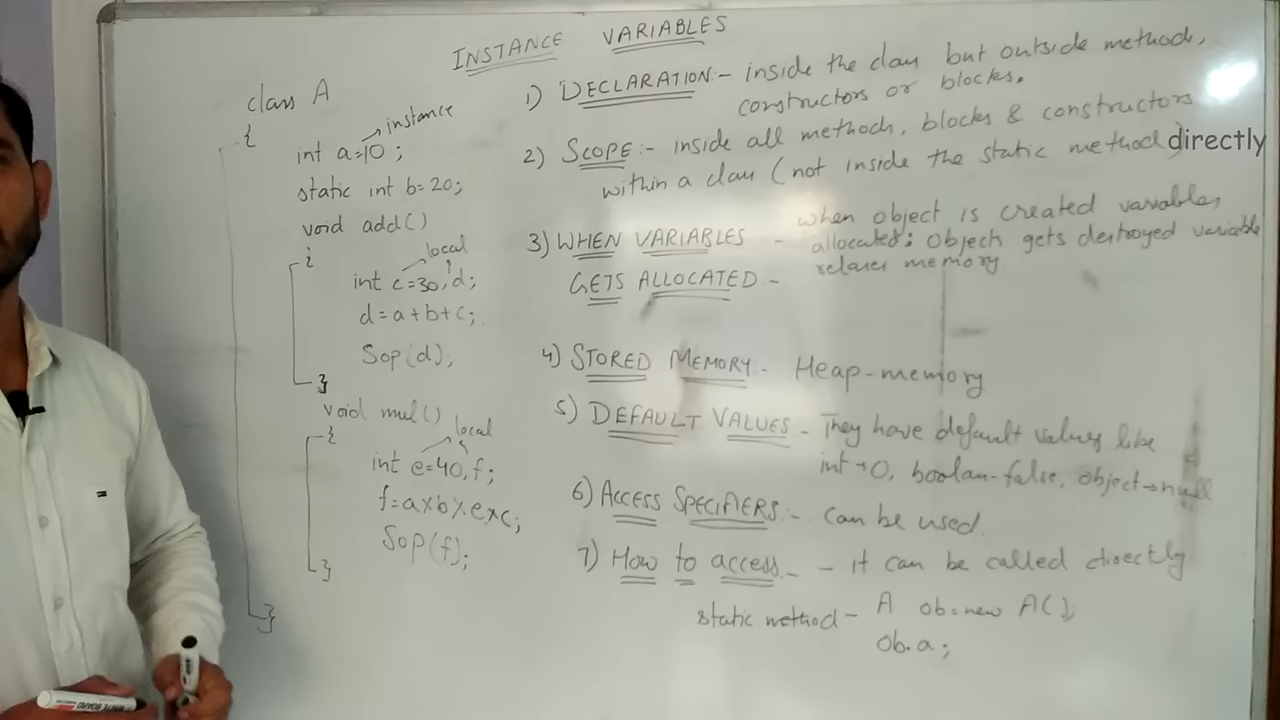 INSTANCE VARIABLES
class A
{
instance
int a=10;
static int b=20;
void add()
{
local
int c=30, d;
d=a+b+c;
Sop(d);
}
void mul()
{
local
int e=40, f;
f=a×b×e×c;
Sop(f);
}
}
1) DECLARATION:- inside the class but outside method,
constructors or blocks.
2) SCOPE:- inside all methods, blocks & constructors
within a class (not inside the static method) directly
3) WHEN VARIABLES GETS ALLOCATED - when object is created variables
allocated; Objects gets destroyed variable
relases memory
4) STORED MEMORY- Heap-memory
5) DEFAULT VALUES - They have default values like
int→0, boolean-false, object→null
6) ACCESS SPECIFIERS:- Can be used.
7) HOW to access- - it can be called directly
static method - A ob=new A();
Ob.a;
WHITE BOARD